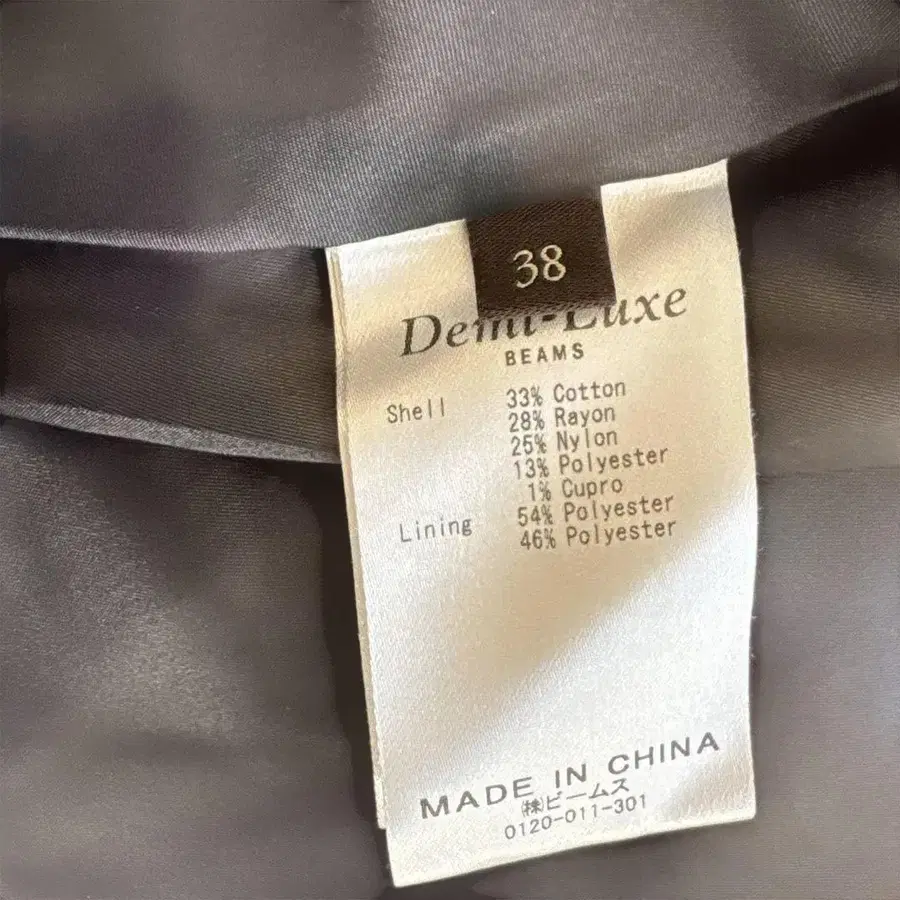 38
Demi-Luxe
BEAMS
Shell 33% Cotton
28% Rayon
25% Nylon
13% Polyester
1% Cupro
Lining 54% Polyester
46% Polyester
MADE IN CHINA
㈱ビームス
0120-011-301